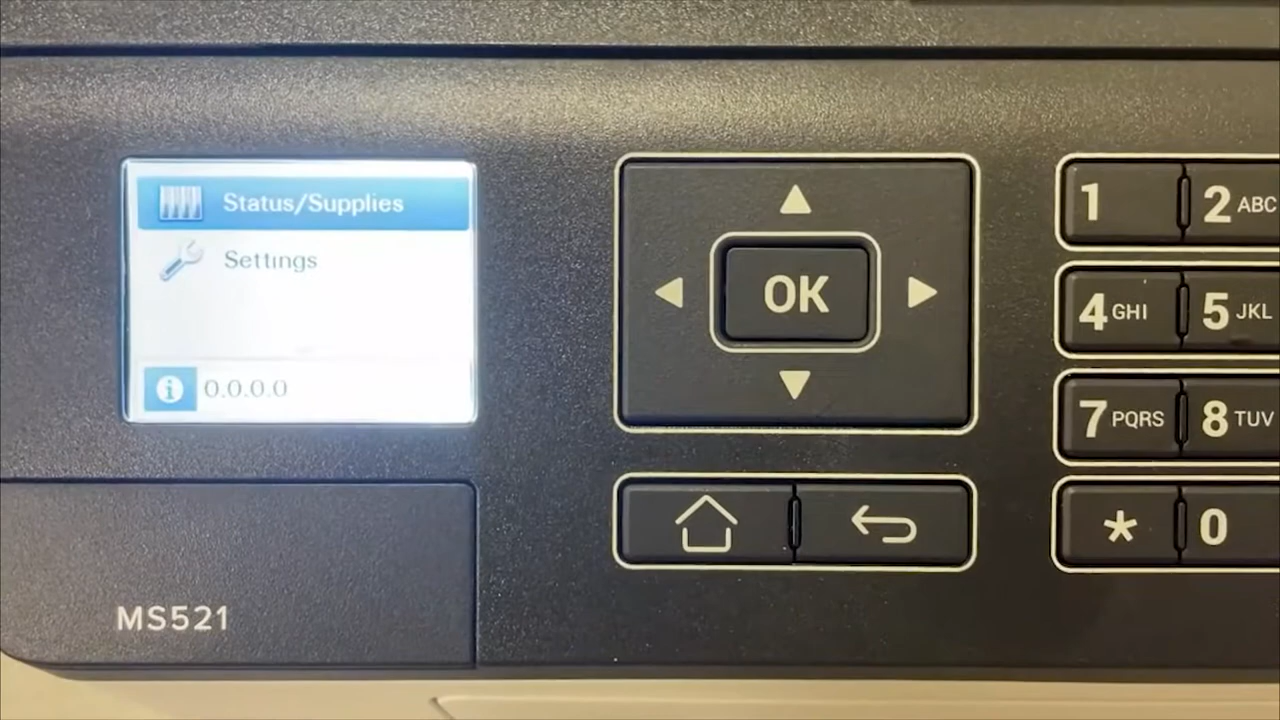 Status/Supplies
Settings
i 0.0.0.0
MS521
OK
1 2 ABC
4 GHI 5 JKL
7 PQRS 8 TUV
* 0